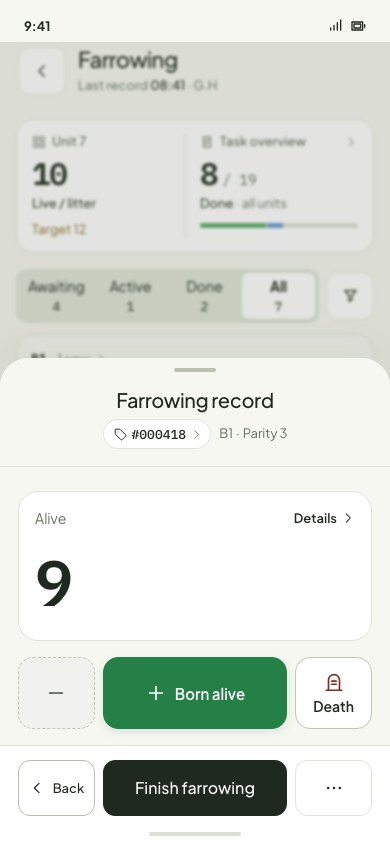 9:41
Farrowing
Last record 08:41 · G.H
Unit 7
Task overview
10
8 / 19
Live / litter
Done · all units
Target 12
Awaiting
Active
Done
All
4
1
2
7
Farrowing record
#000418
B1 · Parity 3
Alive
Details
9
Born alive
Death
Back
Finish farrowing